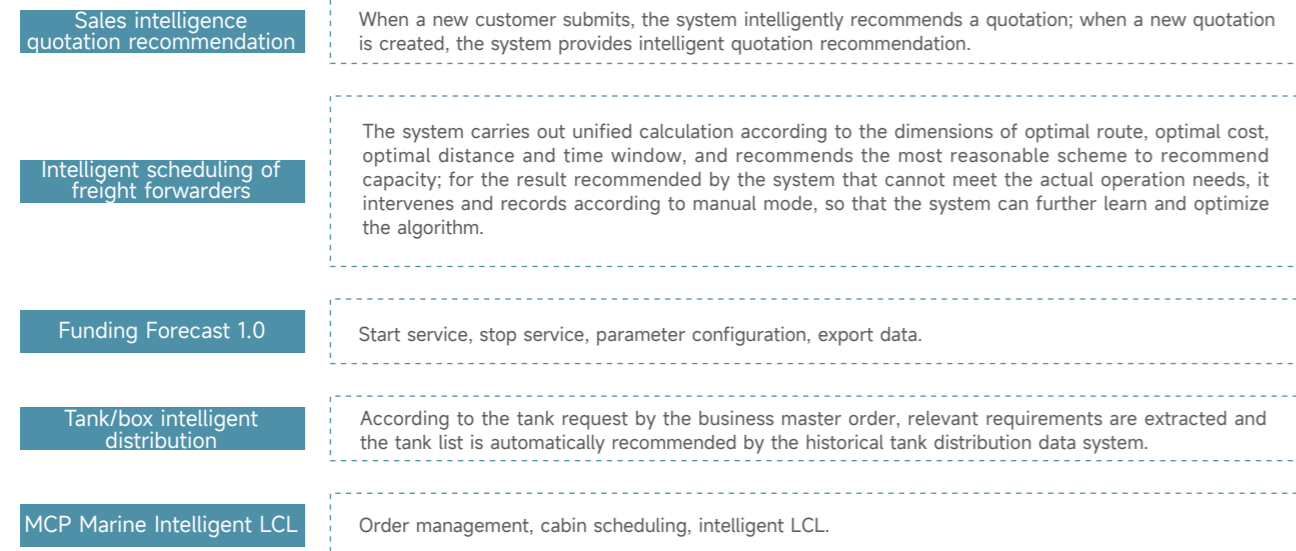 Sales intelligence
quotation recommendation
When a new customer submits, the system intelligently recommends a quotation; when a new quotation
is created, the system provides intelligent quotation recommendation.
Intelligent scheduling of
freight forwarders
The system carries out unified calculation according to the dimensions of optimal route, optimal cost,
optimal distance and time window, and recommends the most reasonable scheme to recommend
capacity; for the result recommended by the system that cannot meet the actual operation needs, it
intervenes and records according to manual mode, so that the system can further learn and optimize
the algorithm.
Funding Forecast 1.0
Start service, stop service, parameter configuration, export data.
Tank/box intelligent
distribution
According to the tank request by the business master order, relevant requirements are extracted and
the tank list is automatically recommended by the historical tank distribution data system.
MCP Marine Intelligent LCL
Order management, cabin scheduling, intelligent LCL.